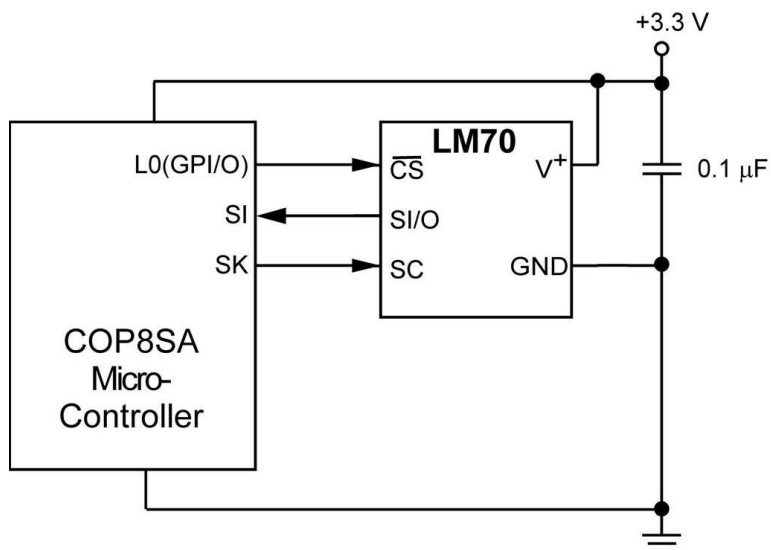 +3.3 V
LM70
L0(GPI/O)
CS
V+
0.1 μF
SI
SI/O
SK
SC
GND
COP8SA
Micro-
Controller